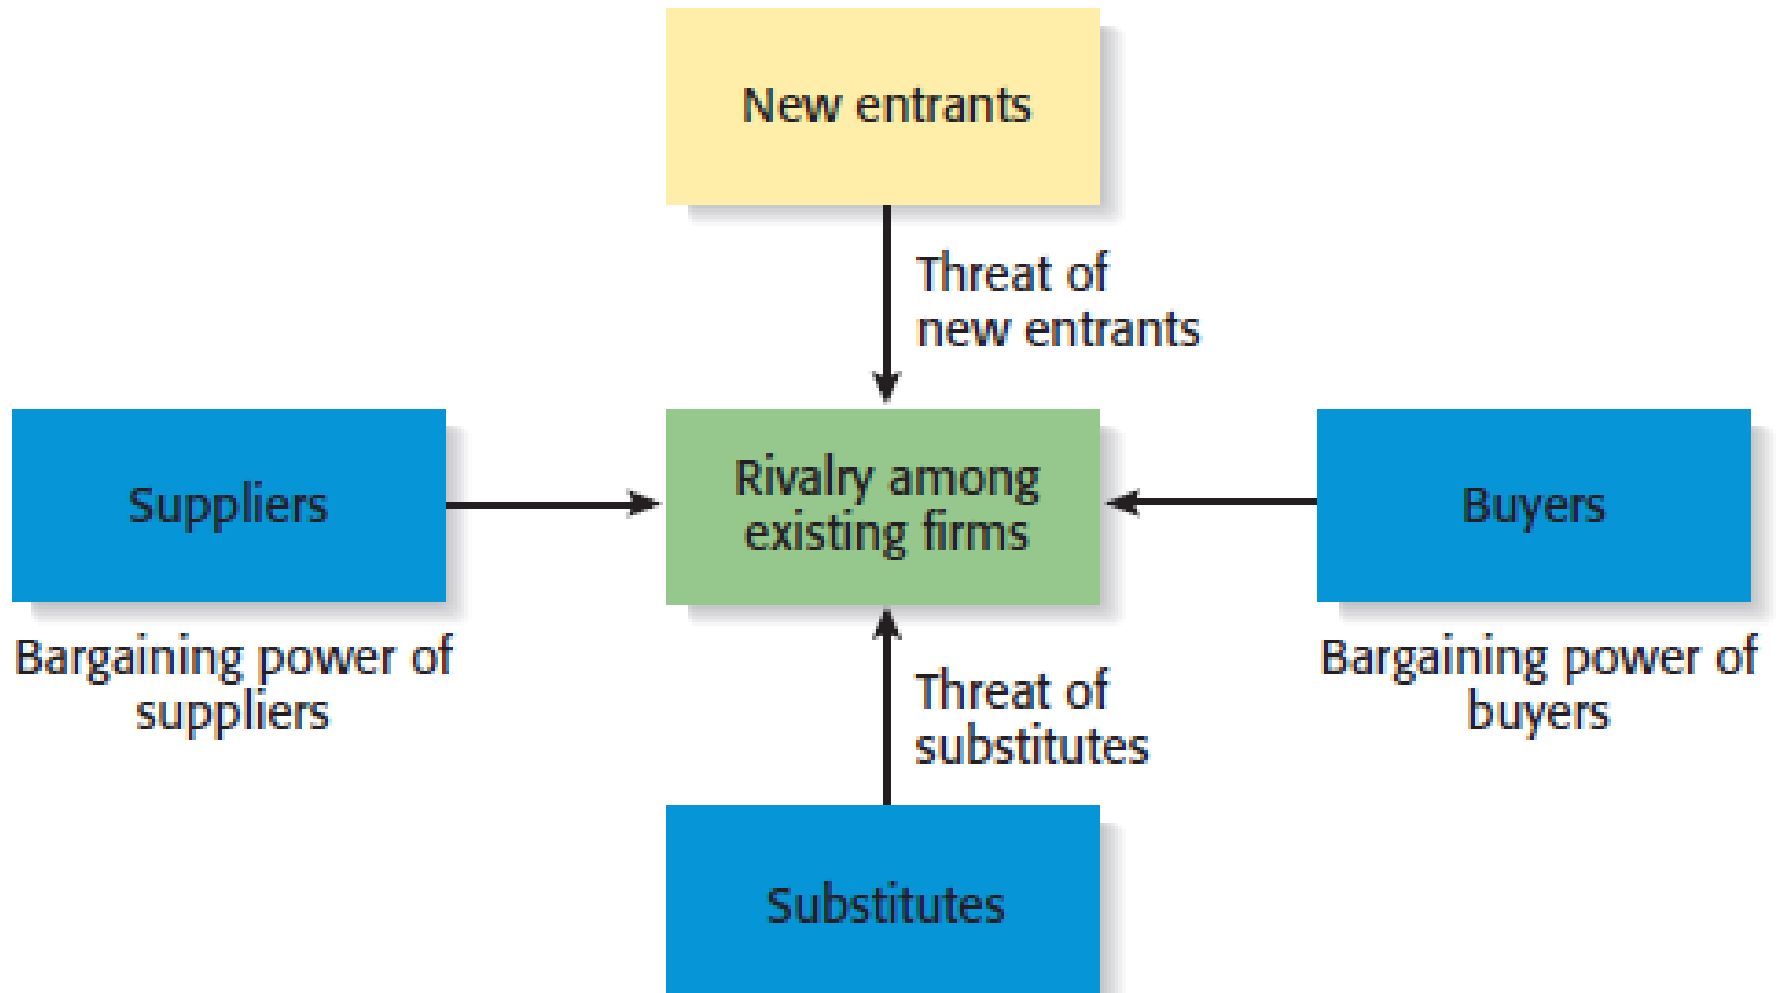 New entrants
Threat of
new entrants
Suppliers
Rivalry among
existing firms
Buyers
Bargaining power of
suppliers
Threat of
substitutes
Bargaining power of
buyers
Substitutes